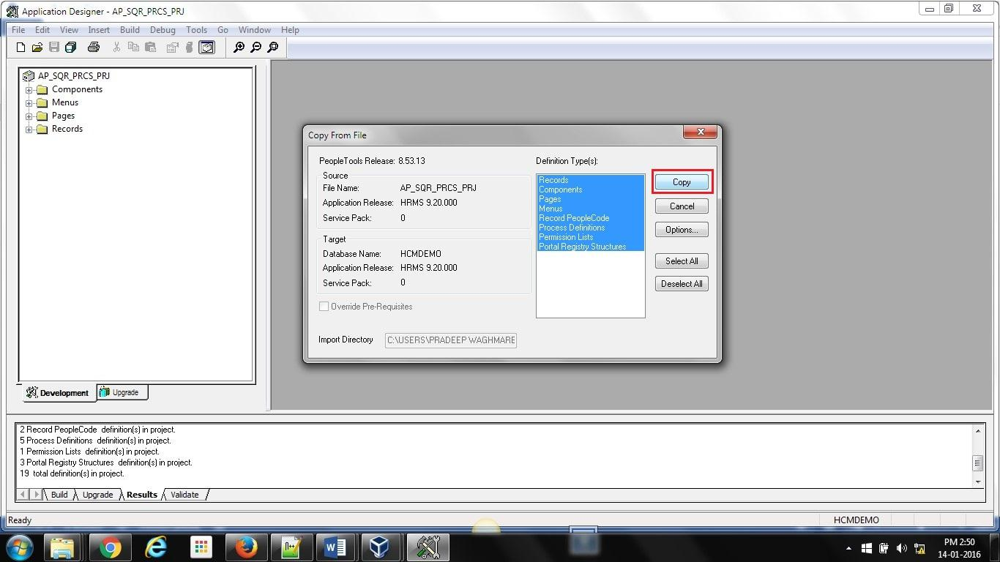 Application Designer - AP_SQR_PRCS_PRJ
File Edit View Insert Build Debug Tools Go Window Help
AP_SQR_PRCS_PRJ
Components
Menus
Pages
Records
Development
Upgrade
Copy From File
PeopleTools Release: 8.53.13
Source
File Name: AP_SQR_PRCS_PRJ
Application Release: HRMS 9.20.000
Service Pack: 0
Target
Database Name: HCMDEMO
Application Release: HRMS 9.20.000
Service Pack: 0
Override Pre-Requisites
Import Directory C:\USERS\PRADEEP WAGHMARE
Definition Type(s):
Records
Components
Pages
Menus
Record PeopleCode
Process Definitions
Permission Lists
Portal Registry Structures
Copy
Cancel
Options...
Select All
Deselect All
2 Record PeopleCode definition(s) in project.
5 Process Definitions definition(s) in project.
1 Permission Lists definition(s) in project.
3 Portal Registry Structures definition(s) in project.
19 total definition(s) in project.
Build Upgrade Results Validate
Ready
HCMDEMO
PM 2:50
14-01-2016